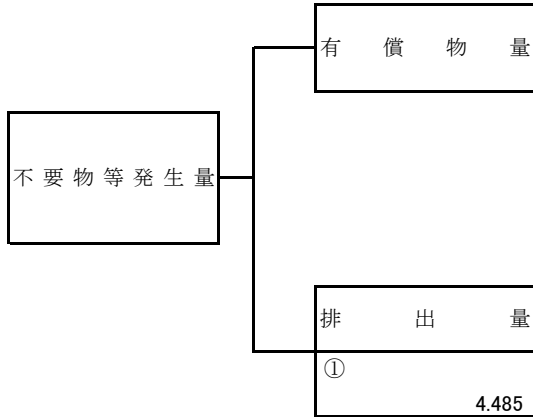 有償物量
不要物等発生量
排出量
①
4.485